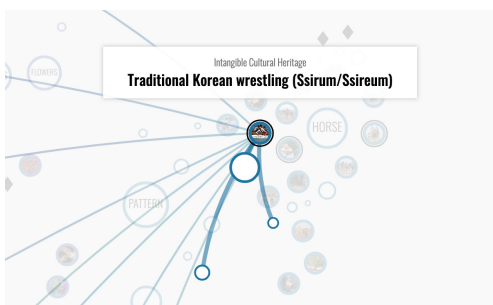 Intangible Cultural Heritage
Traditional Korean wrestling (Ssirum/Ssireum)
FLOWERS
HORSE
PATTERN